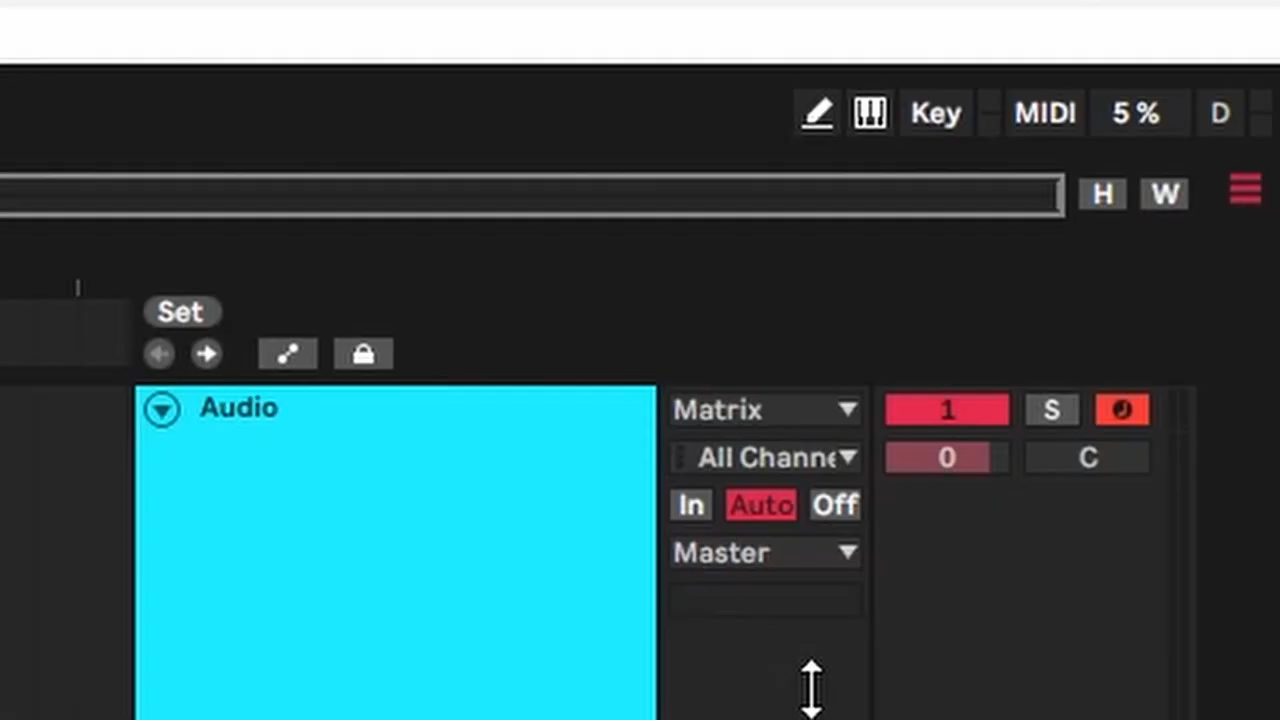 Key MIDI 5 % D
H W
Set
Audio Matrix 1 S
All Channe 0 C
In Auto Off
Master